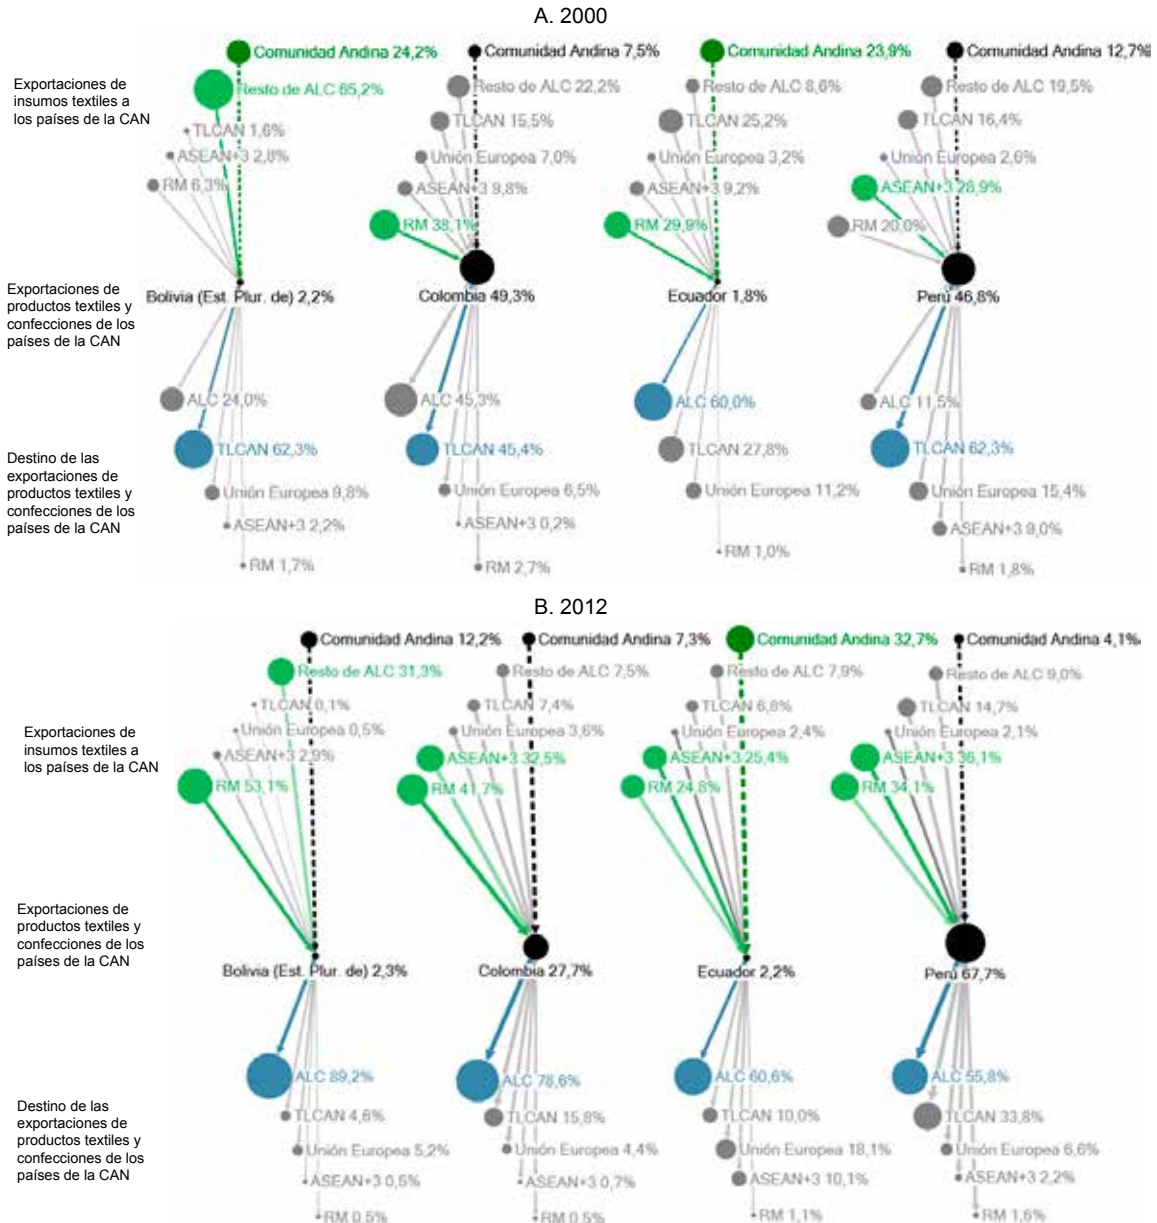 A. 2000
Exportaciones de
insumos textiles a
los países de la CAN
Comunidad Andina 24,2%
Resto de ALC 65,2%
TLCAN 1,6%
ASEAN+3 2,8%
RM 6,3%
Comunidad Andina 7,5%
Resto de ALC 22,2%
TLCAN 15,5%
Unión Europea 7,0%
ASEAN+3 9,8%
RM 38,1%
Comunidad Andina 23,9%
Resto de ALC 8,6%
TLCAN 25,2%
Unión Europea 3,2%
ASEAN+3 9,2%
RM 29,9%
Comunidad Andina 12,7%
Resto de ALC 19,5%
TLCAN 16,4%
Unión Europea 2,6%
ASEAN+3 28,9%
RM 20,0%
Exportaciones de
productos textiles y
confecciones de los
países de la CAN
Bolivia (Est. Plur. de) 2,2%
Colombia 49,3%
Ecuador 1,8%
Perú 46,8%
Destino de las
exportaciones de
productos textiles y
confecciones de los
países de la CAN
ALC 24,0%
TLCAN 62,3%
Unión Europea 9,8%
ASEAN+3 2,2%
RM 1,7%
ALC 45,3%
TLCAN 45,4%
Unión Europea 6,5%
ASEAN+3 0,2%
RM 2,7%
ALC 60,0%
TLCAN 27,8%
Unión Europea 11,2%
RM 1,0%
ALC 11,5%
TLCAN 62,3%
Unión Europea 15,4%
ASEAN+3 9,0%
RM 1,8%
B. 2012
Exportaciones de
insumos textiles a
los países de la CAN
Comunidad Andina 12,2%
Resto de ALC 31,3%
TLCAN 0,1%
Unión Europea 0,5%
ASEAN+3 2,9%
RM 53,1%
Comunidad Andina 7,3%
Resto de ALC 7,5%
TLCAN 7,4%
Unión Europea 3,6%
ASEAN+3 32,5%
RM 41,7%
Comunidad Andina 32,7%
Resto de ALC 7,9%
TLCAN 6,8%
Unión Europea 2,4%
ASEAN+3 25,4%
RM 24,8%
Comunidad Andina 4,1%
Resto de ALC 9,0%
TLCAN 14,7%
Unión Europea 2,1%
ASEAN+3 36,1%
RM 34,1%
Exportaciones de
productos textiles y
confecciones de los
países de la CAN
Bolivia (Est. Plur. de) 2,3%
Colombia 27,7%
Ecuador 2,2%
Perú 67,7%
Destino de las
exportaciones de
productos textiles y
confecciones de los
países de la CAN
ALC 89,2%
TLCAN 4,6%
Unión Europea 5,2%
ASEAN+3 0,5%
RM 0,5%
ALC 78,6%
TLCAN 15,8%
Unión Europea 4,4%
ASEAN+3 0,7%
RM 0,5%
ALC 60,6%
TLCAN 10,0%
Unión Europea 18,1%
ASEAN+3 10,1%
RM 1,1%
ALC 55,8%
TLCAN 33,8%
Unión Europea 6,6%
ASEAN+3 2,2%
RM 1,6%